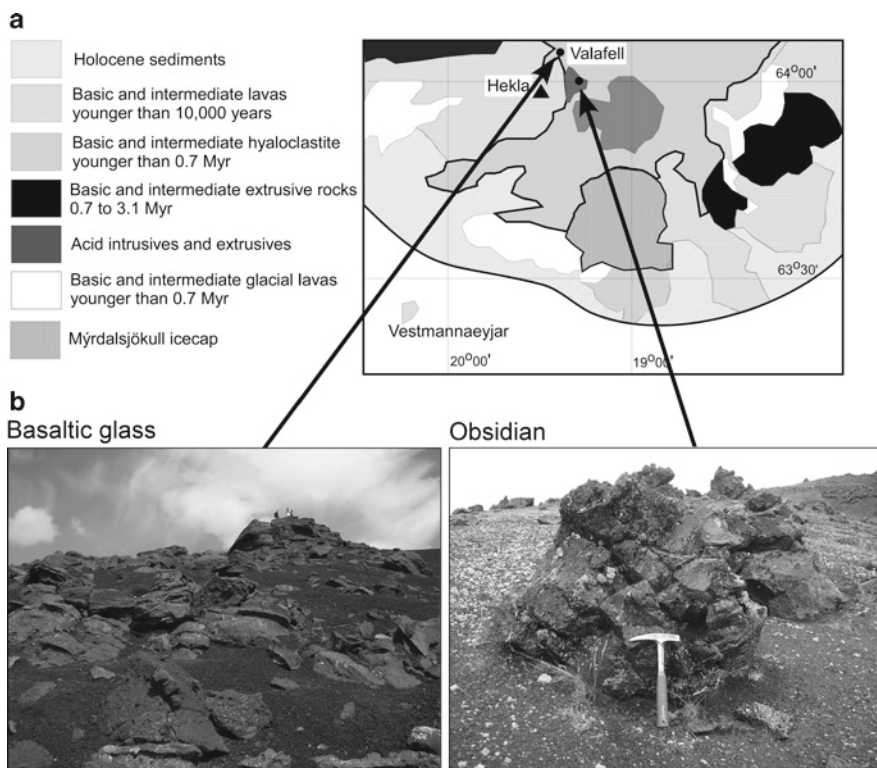 a
Holocene sediments
Basic and intermediate lavas
younger than 10,000 years
Basic and intermediate hyaloclastite
younger than 0.7 Myr
Basic and intermediate extrusive rocks
0.7 to 3.1 Myr
Acid intrusives and extrusives
Basic and intermediate glacial lavas
younger than 0.7 Myr
Mýrdalsjökull icecap
Valafell
Hekla
64°00'
63°30'
Vestmannaeyjar
20°00'
19°00'
b
Basaltic glass
Obsidian